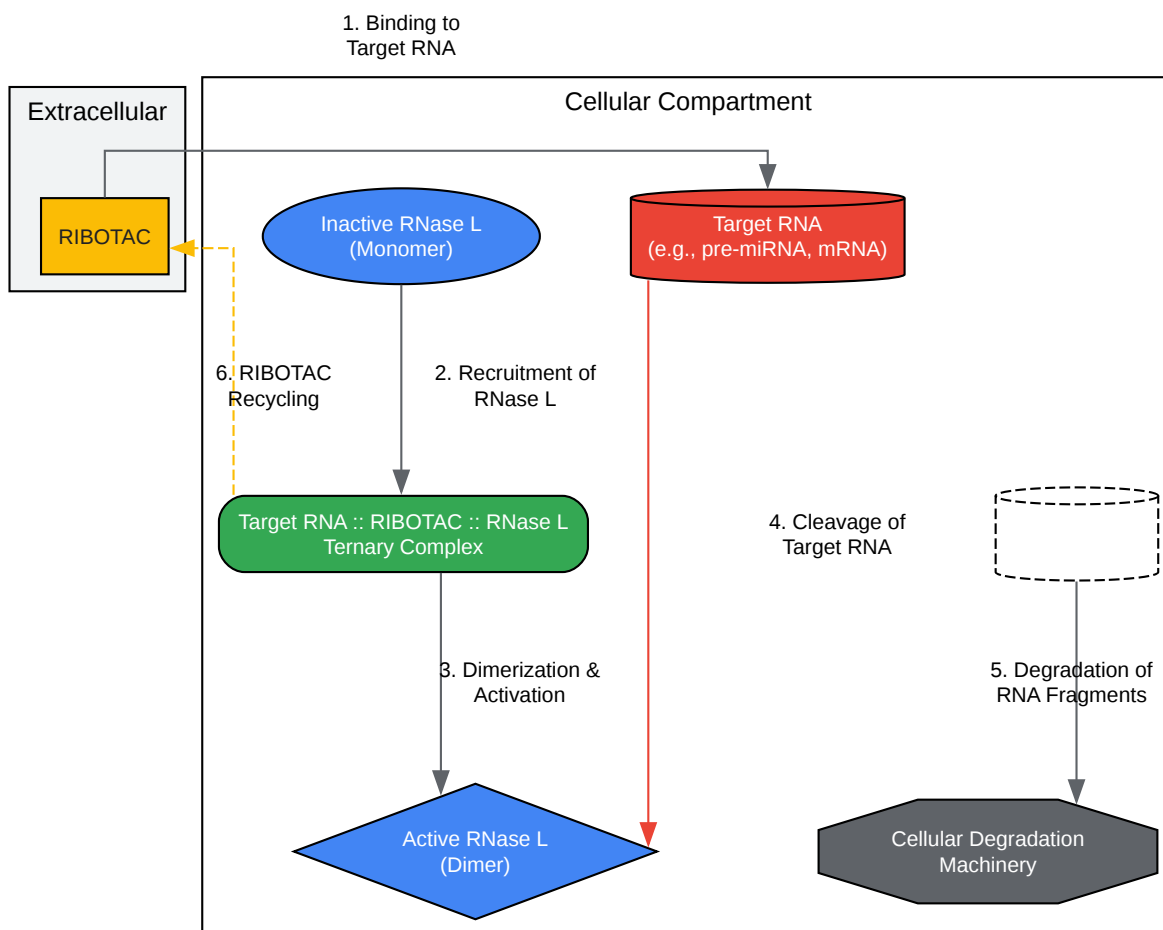 1. Binding to
Target RNA
Extracellular
Cellular Compartment
RIBOTAC
Inactive RNase L
(Monomer)
Target RNA
(e.g., pre-miRNA, mRNA)
6. RIBOTAC
Recycling
2. Recruitment of
RNase L
Target RNA :: RIBOTAC :: RNase L
Ternary Complex
4. Cleavage of
Target RNA
3. Dimerization &
Activation
5. Degradation of
RNA Fragments
Active RNase L
(Dimer)
Cellular Degradation
Machinery